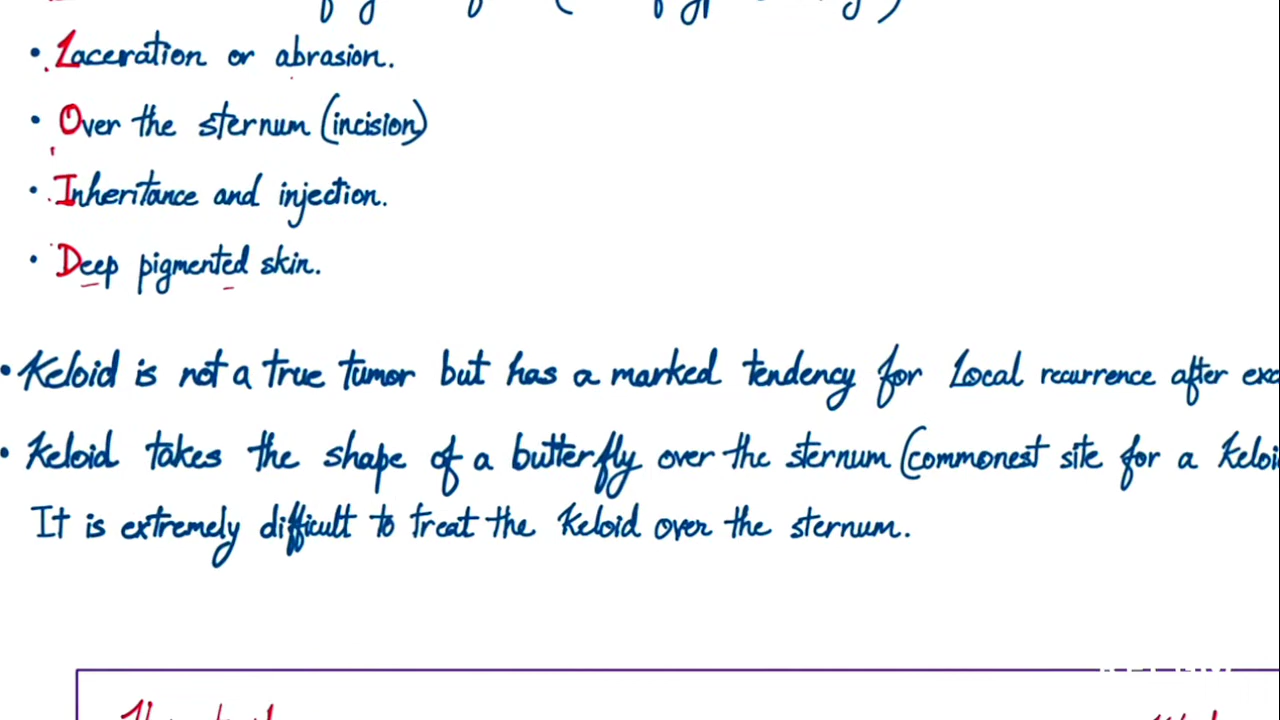 • Laceration or abrasion.
• Over the sternum (incision)
• Inheritance and injection.
• Deep pigmented skin.
• Keloid is not a true tumor but has a marked tendency for Local recurrence after
• Keloid takes the shape of a butterfly over the sternum (commonest site for a
It is extremely difficult to treat the Keloid over the sternum.